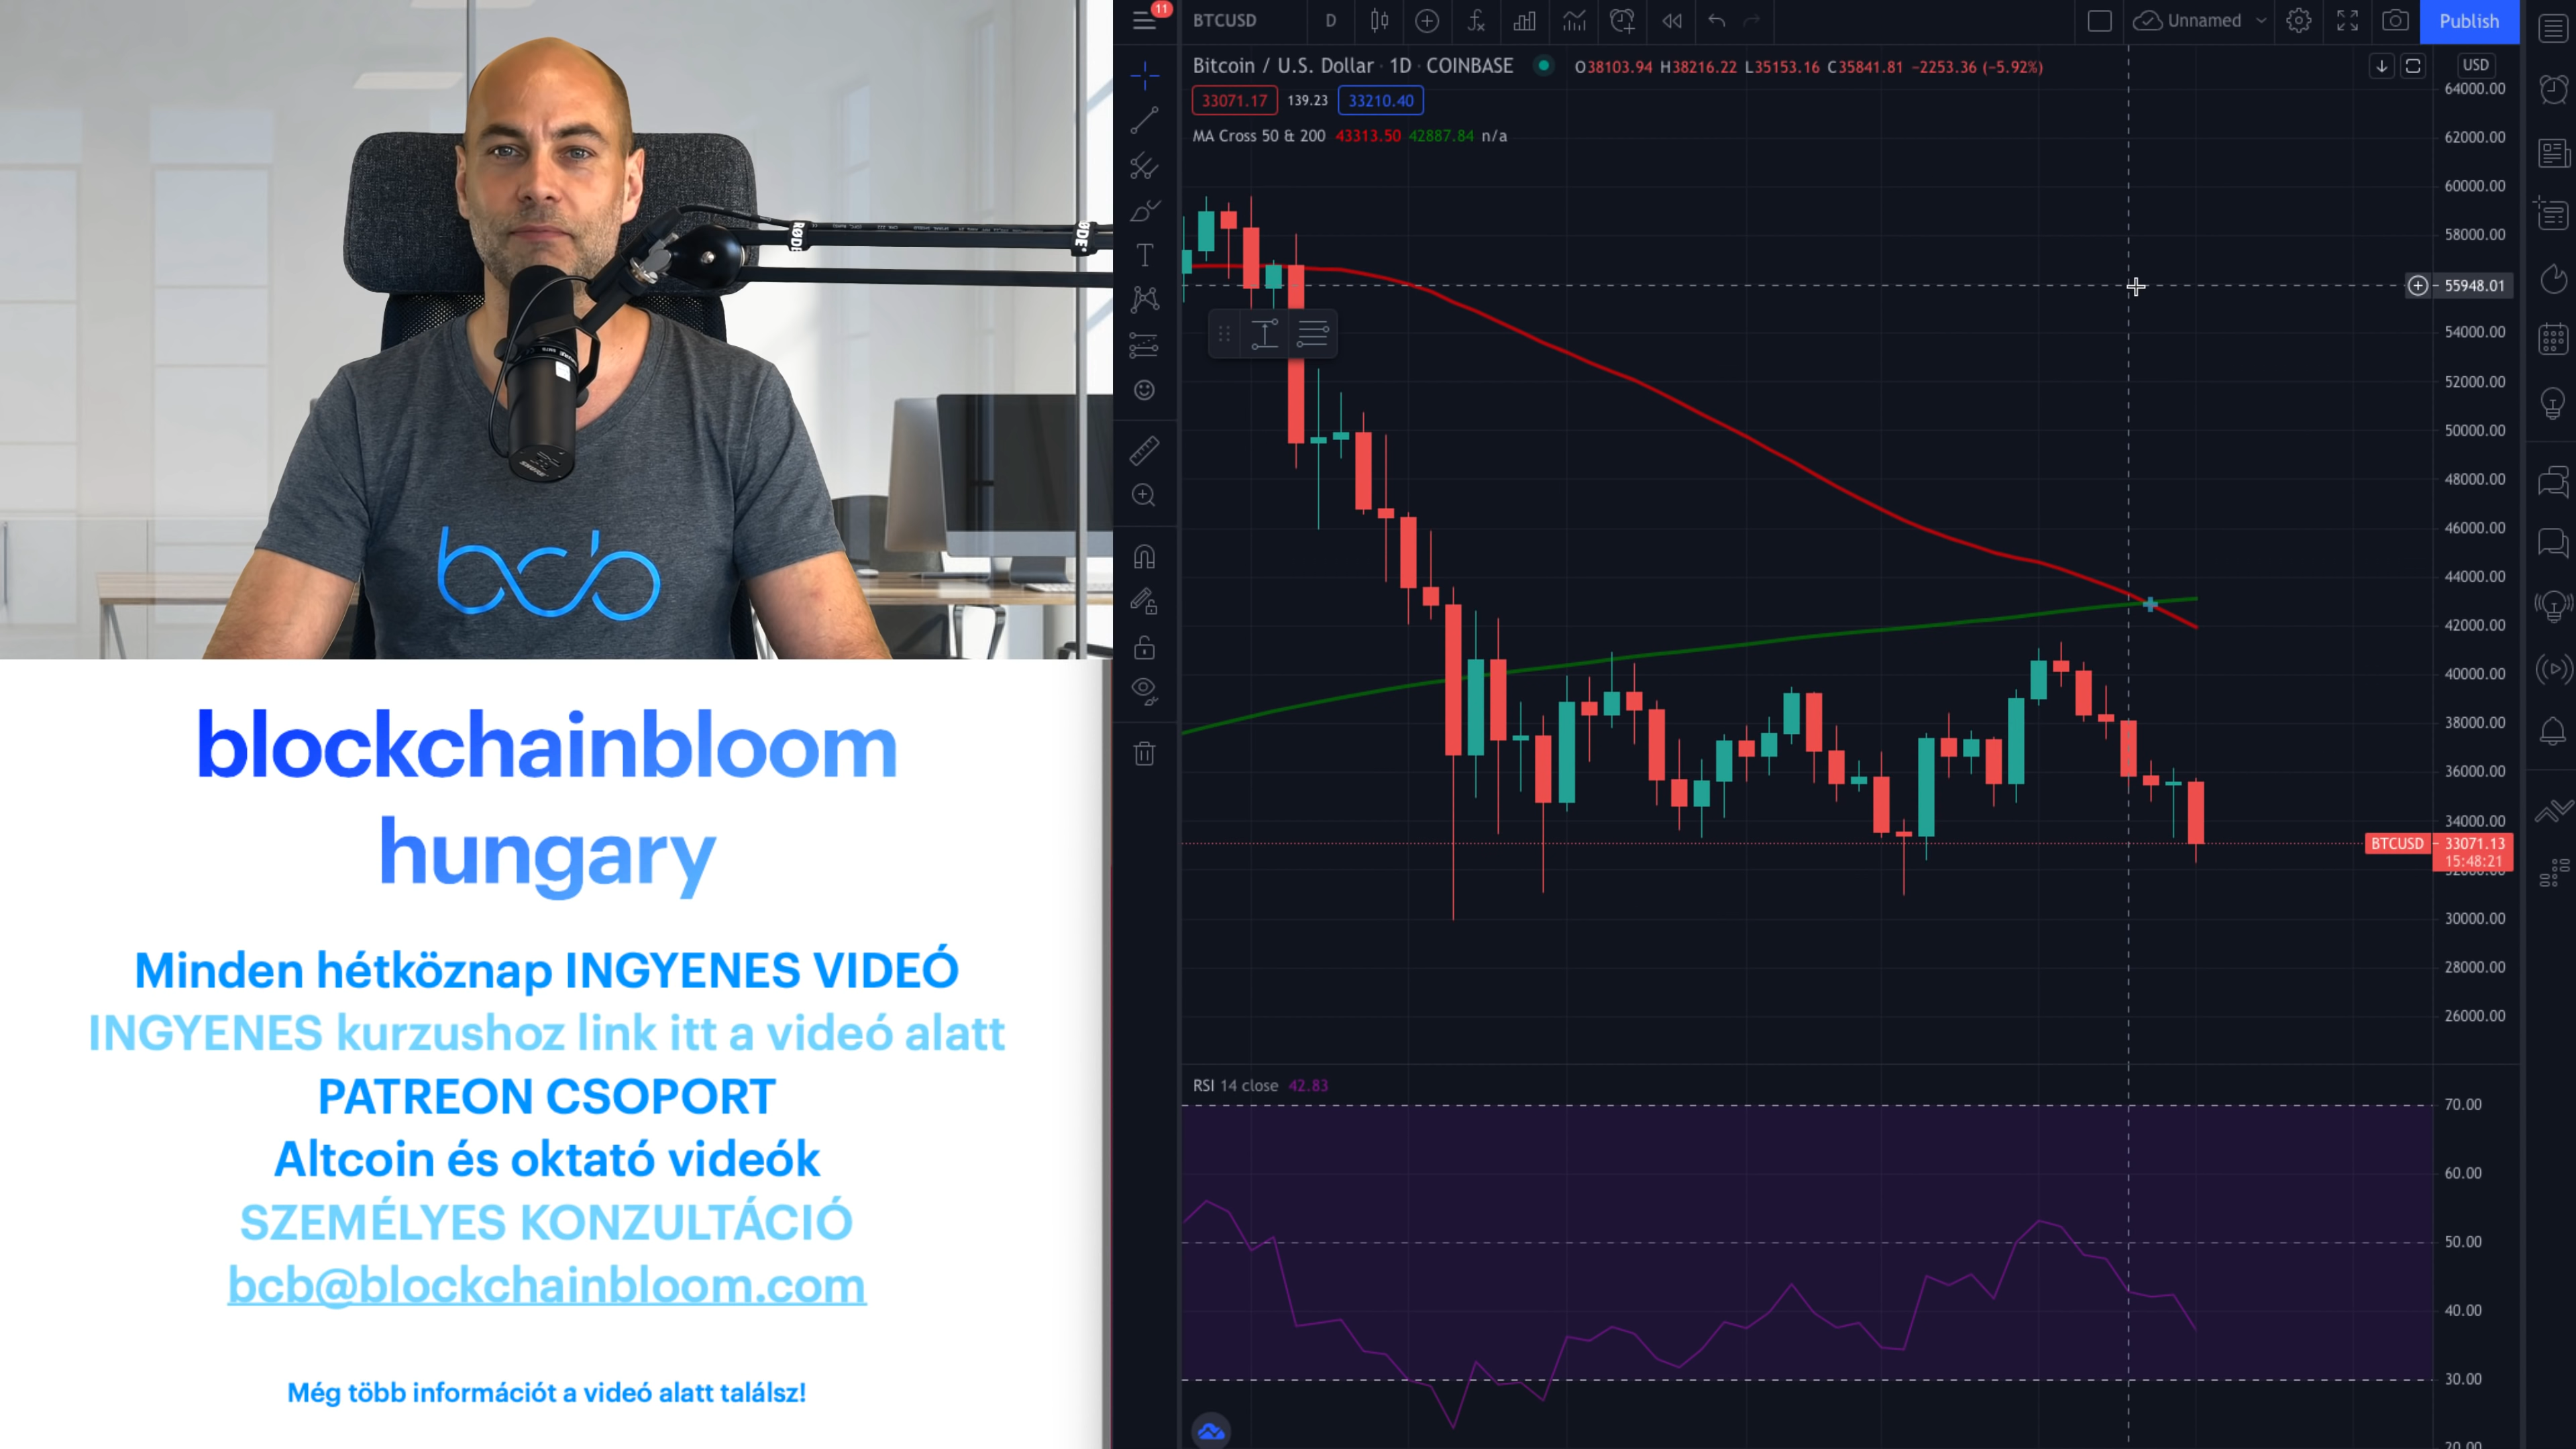 RØDE
RØDE
SHURE
bcb
blockchainbloom
hungary
Minden hétköznap INGYENES VIDEÓ
INGYENES kurzushoz link itt a videó alatt
PATREON CSOPORT
Altcoin és oktató videók
SZEMÉLYES KONZULTÁCIÓ
bcb@blockchainbloom.com
Még több információt a videó alatt találsz!
11
BTCUSD D Unnamed Publish
Bitcoin / U.S. Dollar · 1D · COINBASE O38103.94 H38216.22 L35153.16 C35841.81 −2253.36 (−5.92%) USD
33071.17 139.23 33210.40
MA Cross 50 & 200 43313.50 42887.84 n/a
64000.00
62000.00
60000.00
58000.00
55948.01
54000.00
52000.00
50000.00
48000.00
46000.00
44000.00
42000.00
40000.00
38000.00
36000.00
34000.00
BTCUSD 33071.13
15:48:21
30000.00
28000.00
26000.00
RSI 14 close 42.83
70.00
60.00
50.00
40.00
30.00